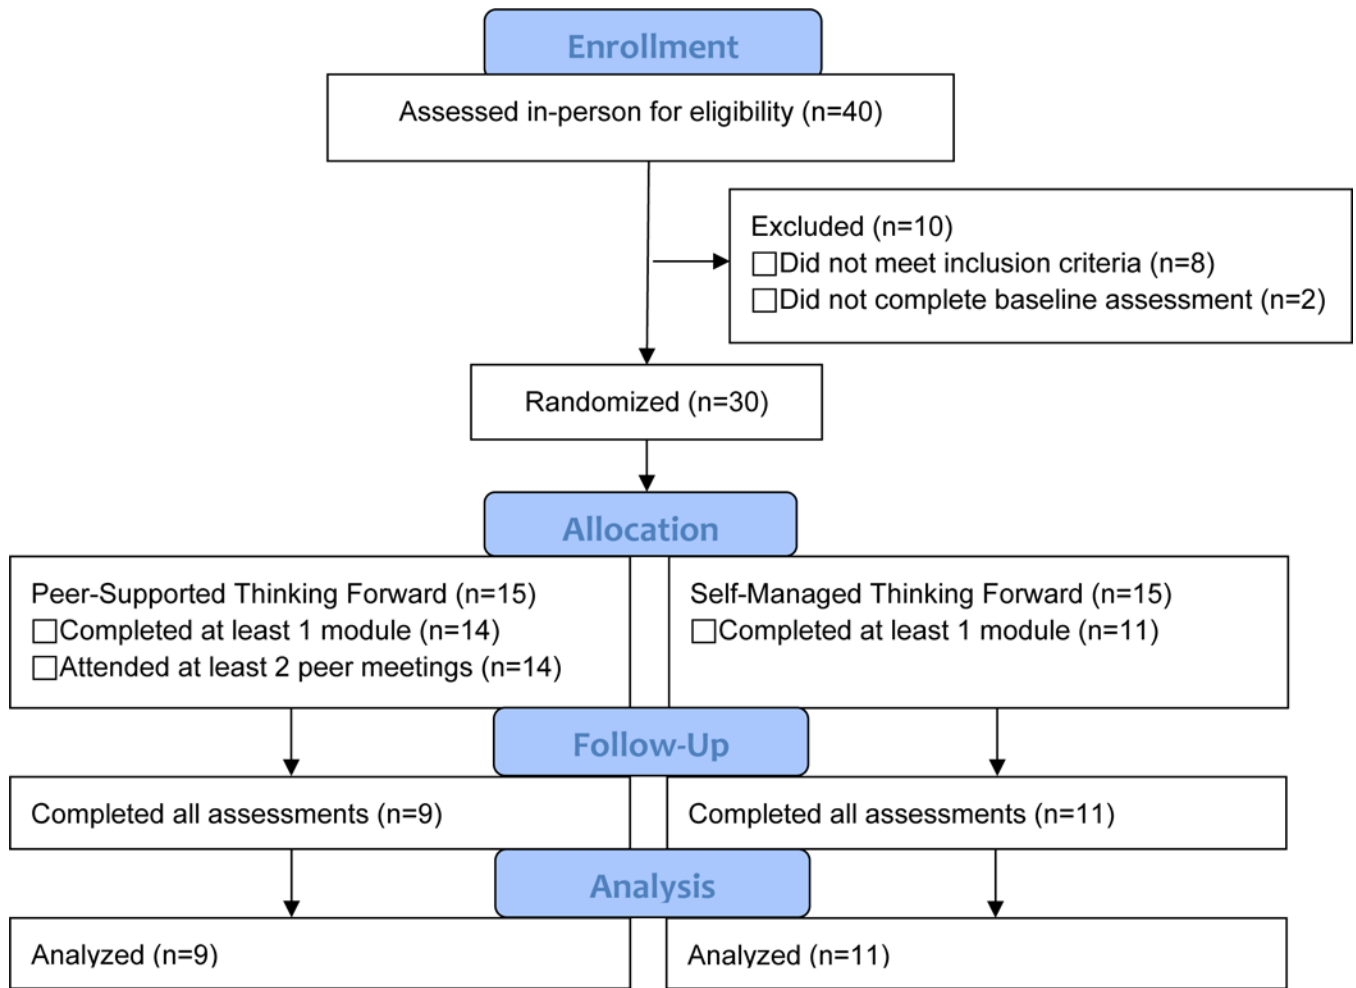 Enrollment
Assessed in-person for eligibility (n=40)
Excluded (n=10)
☐Did not meet inclusion criteria (n=8)
☐Did not complete baseline assessment (n=2)
Randomized (n=30)
Allocation
Peer-Supported Thinking Forward (n=15)
☐Completed at least 1 module (n=14)
☐Attended at least 2 peer meetings (n=14)
Self-Managed Thinking Forward (n=15)
☐Completed at least 1 module (n=11)
Follow-Up
Completed all assessments (n=9)
Completed all assessments (n=11)
Analysis
Analyzed (n=9)
Analyzed (n=11)